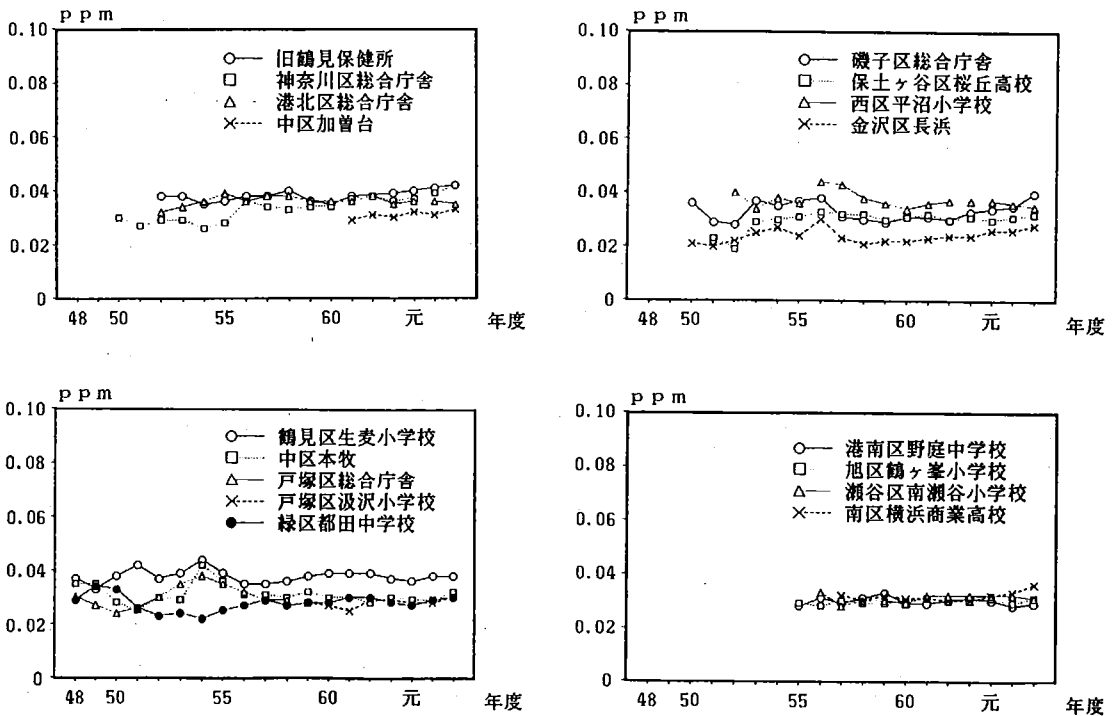 ppm
0.10
0.08
0.06
0.04
0.02
0
旧鶴見保健所
神奈川区総合庁舎
港北区総合庁舎
中区加曽台
48 50 55 60 元 年度
ppm
0.10
0.08
0.06
0.04
0.02
0
磯子区総合庁舎
保土ヶ谷区桜丘高校
西区平沼小学校
金沢区長浜
48 50 55 60 元 年度
ppm
0.10
0.08
0.06
0.04
0.02
0
鶴見区生麦小学校
中区本牧
戸塚区総合庁舎
戸塚区汲沢小学校
緑区都田中学校
48 50 55 60 元 年度
ppm
0.10
0.08
0.06
0.04
0.02
0
港南区野庭中学校
旭区鶴ヶ峯小学校
瀬谷区南瀬谷小学校
南区横浜商業高校
48 50 55 60 元 年度